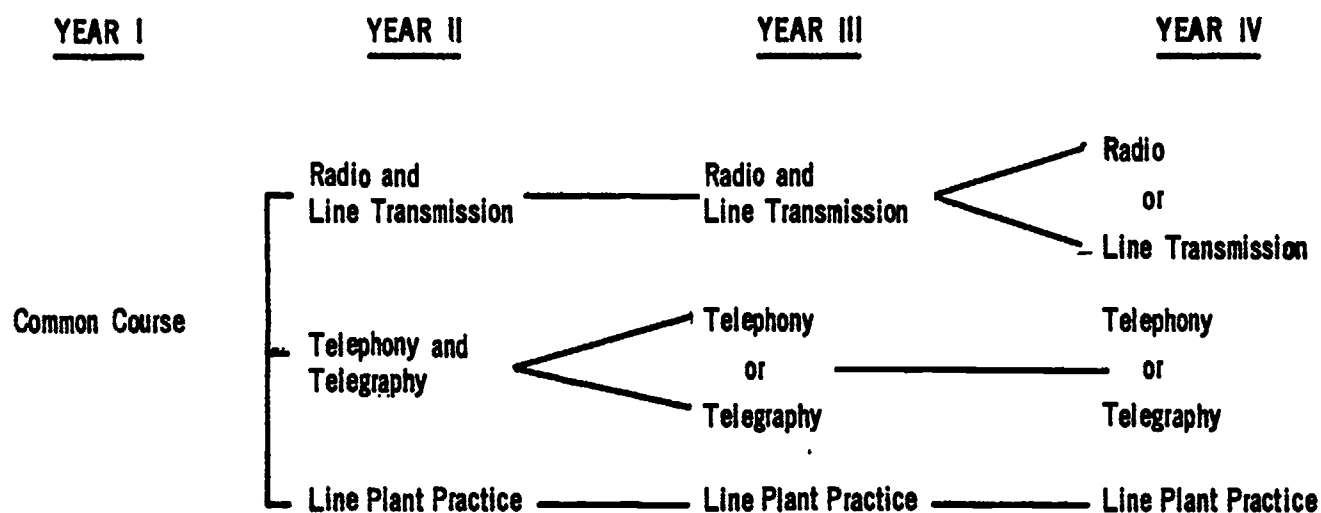 YEAR I YEAR II YEAR III YEAR IV
Radio and
Line Transmission
Radio and
Line Transmission
Radio
or
Line Transmission
Common Course
Telephony and
Telegraphy
Telephony
or
Telegraphy
Telephony
or
Telegraphy
Line Plant Practice
Line Plant Practice
Line Plant Practice